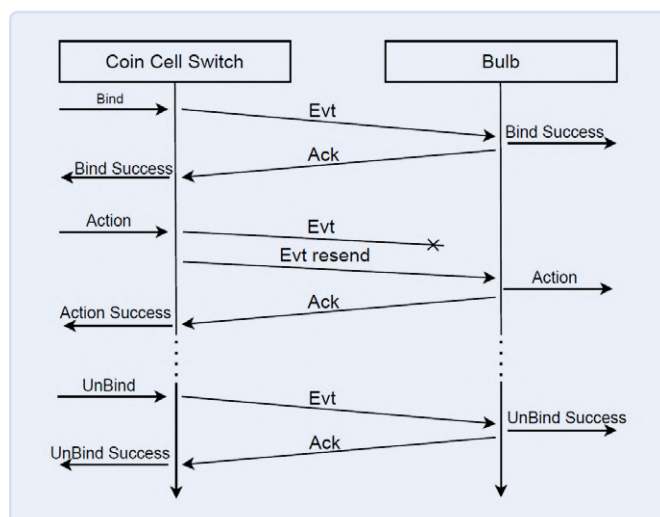 Coin Cell Switch
Bulb
Bind
Evt
Bind Success
Ack
Bind Success
Action
Evt
Evt resend
Action
Ack
Action Success
UnBind
Evt
UnBind Success
Ack
UnBind Success